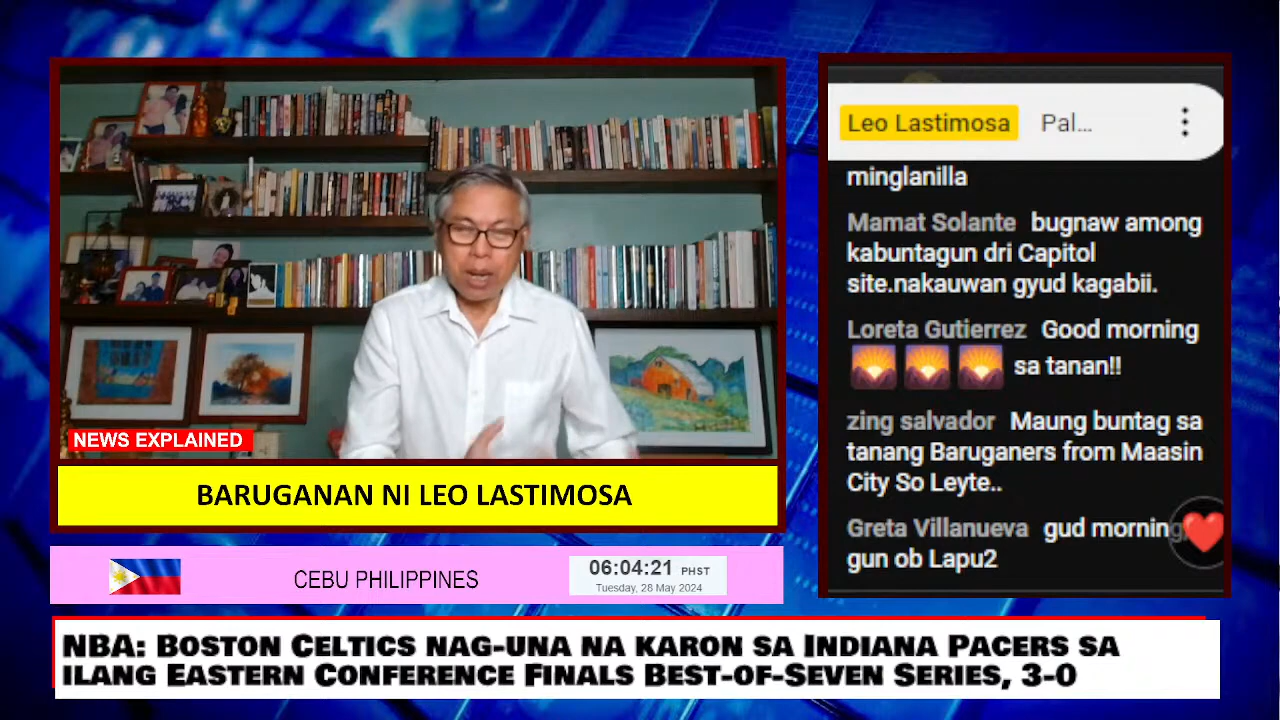 Leo Lastimosa Pal...
minglanilla
Mamat Solante bugnaw among
kabuntagun dri Capitol
site.nakauwan gyud kagabii.
Loreta Gutierrez Good morning
sa tanan!!
zing salvador Maung buntag sa
tanang Baruganers from Maasin
City So Leyte..
Greta Villanueva gud morning
gun ob Lapu2
NEWS EXPLAINED
BARUGANAN NI LEO LASTIMOSA
CEBU PHILIPPINES
06:04:21 PHST
Tuesday, 28 May 2024
NBA: BOSTON CELTICS NAG-UNA NA KARON SA INDIANA PACERS SA
ILANG EASTERN CONFERENCE FINALS BEST-OF-SEVEN SERIES, 3-0